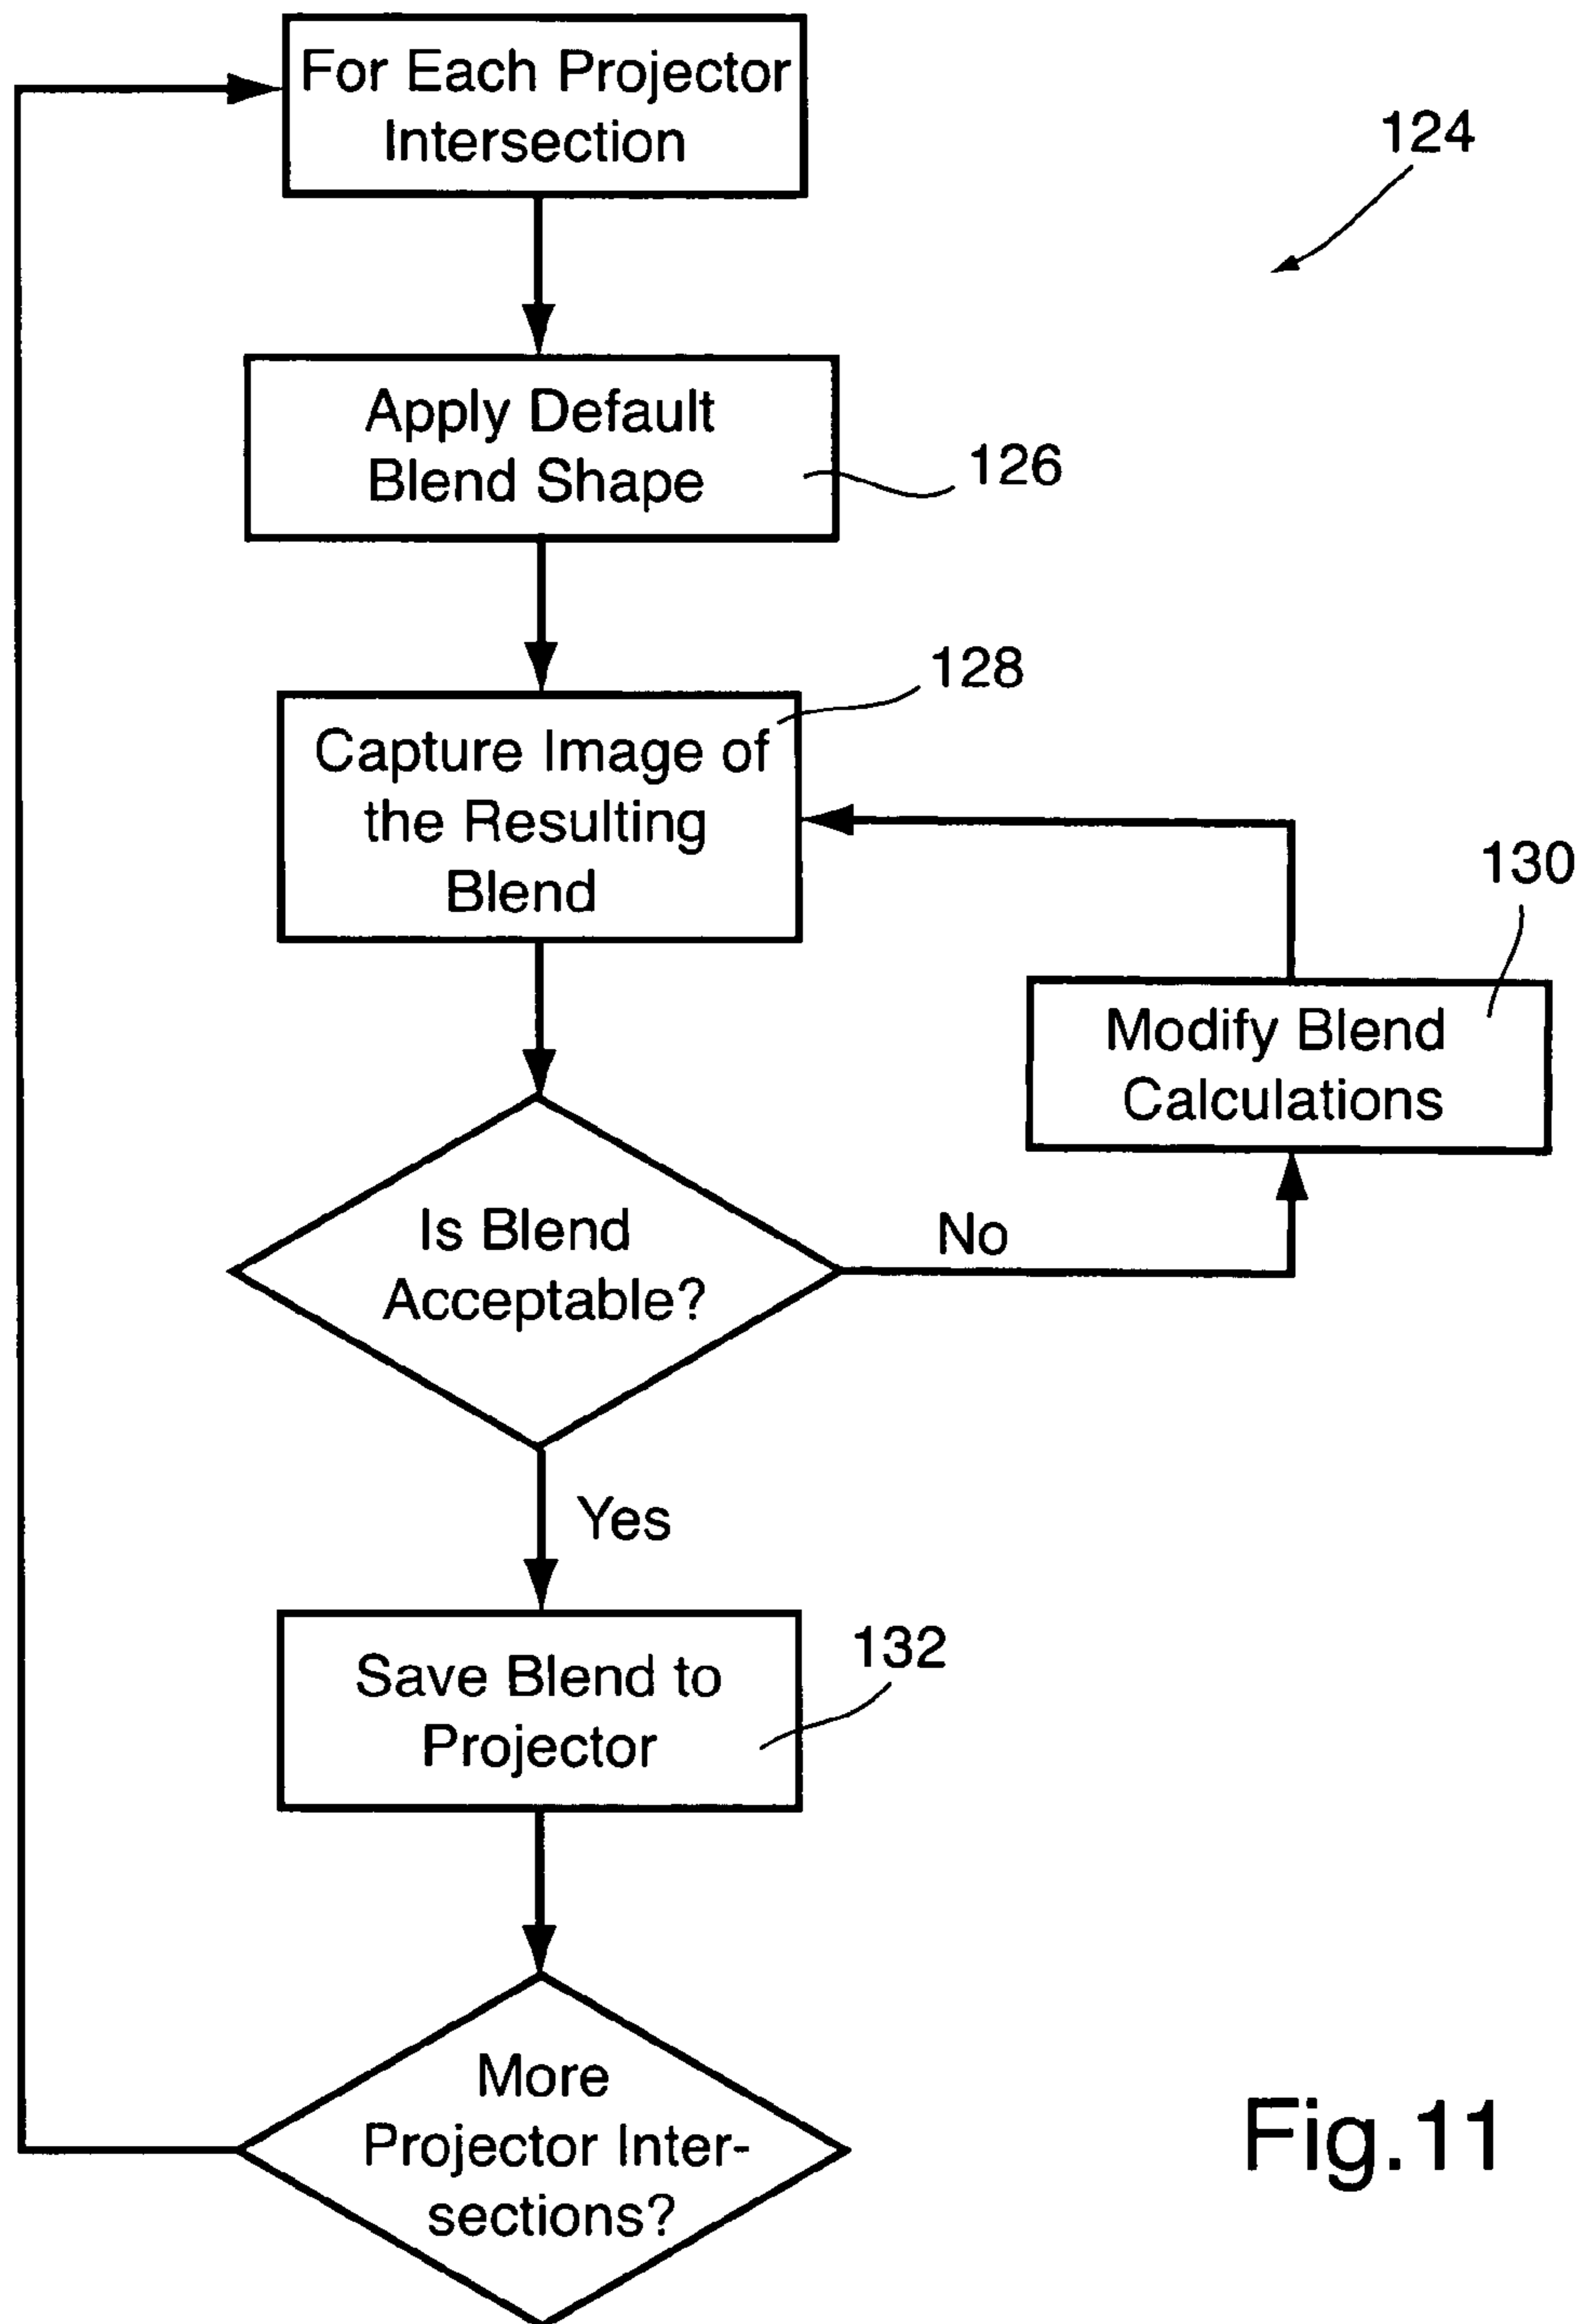 For Each Projector
Intersection
124
Apply Default
Blend Shape
126
128
Capture Image of
the Resulting
Blend
130
Modify Blend
Calculations
Is Blend
Acceptable?
No
Yes
132
Save Blend to
Projector
More
Projector Inter-
sections?
Fig.11